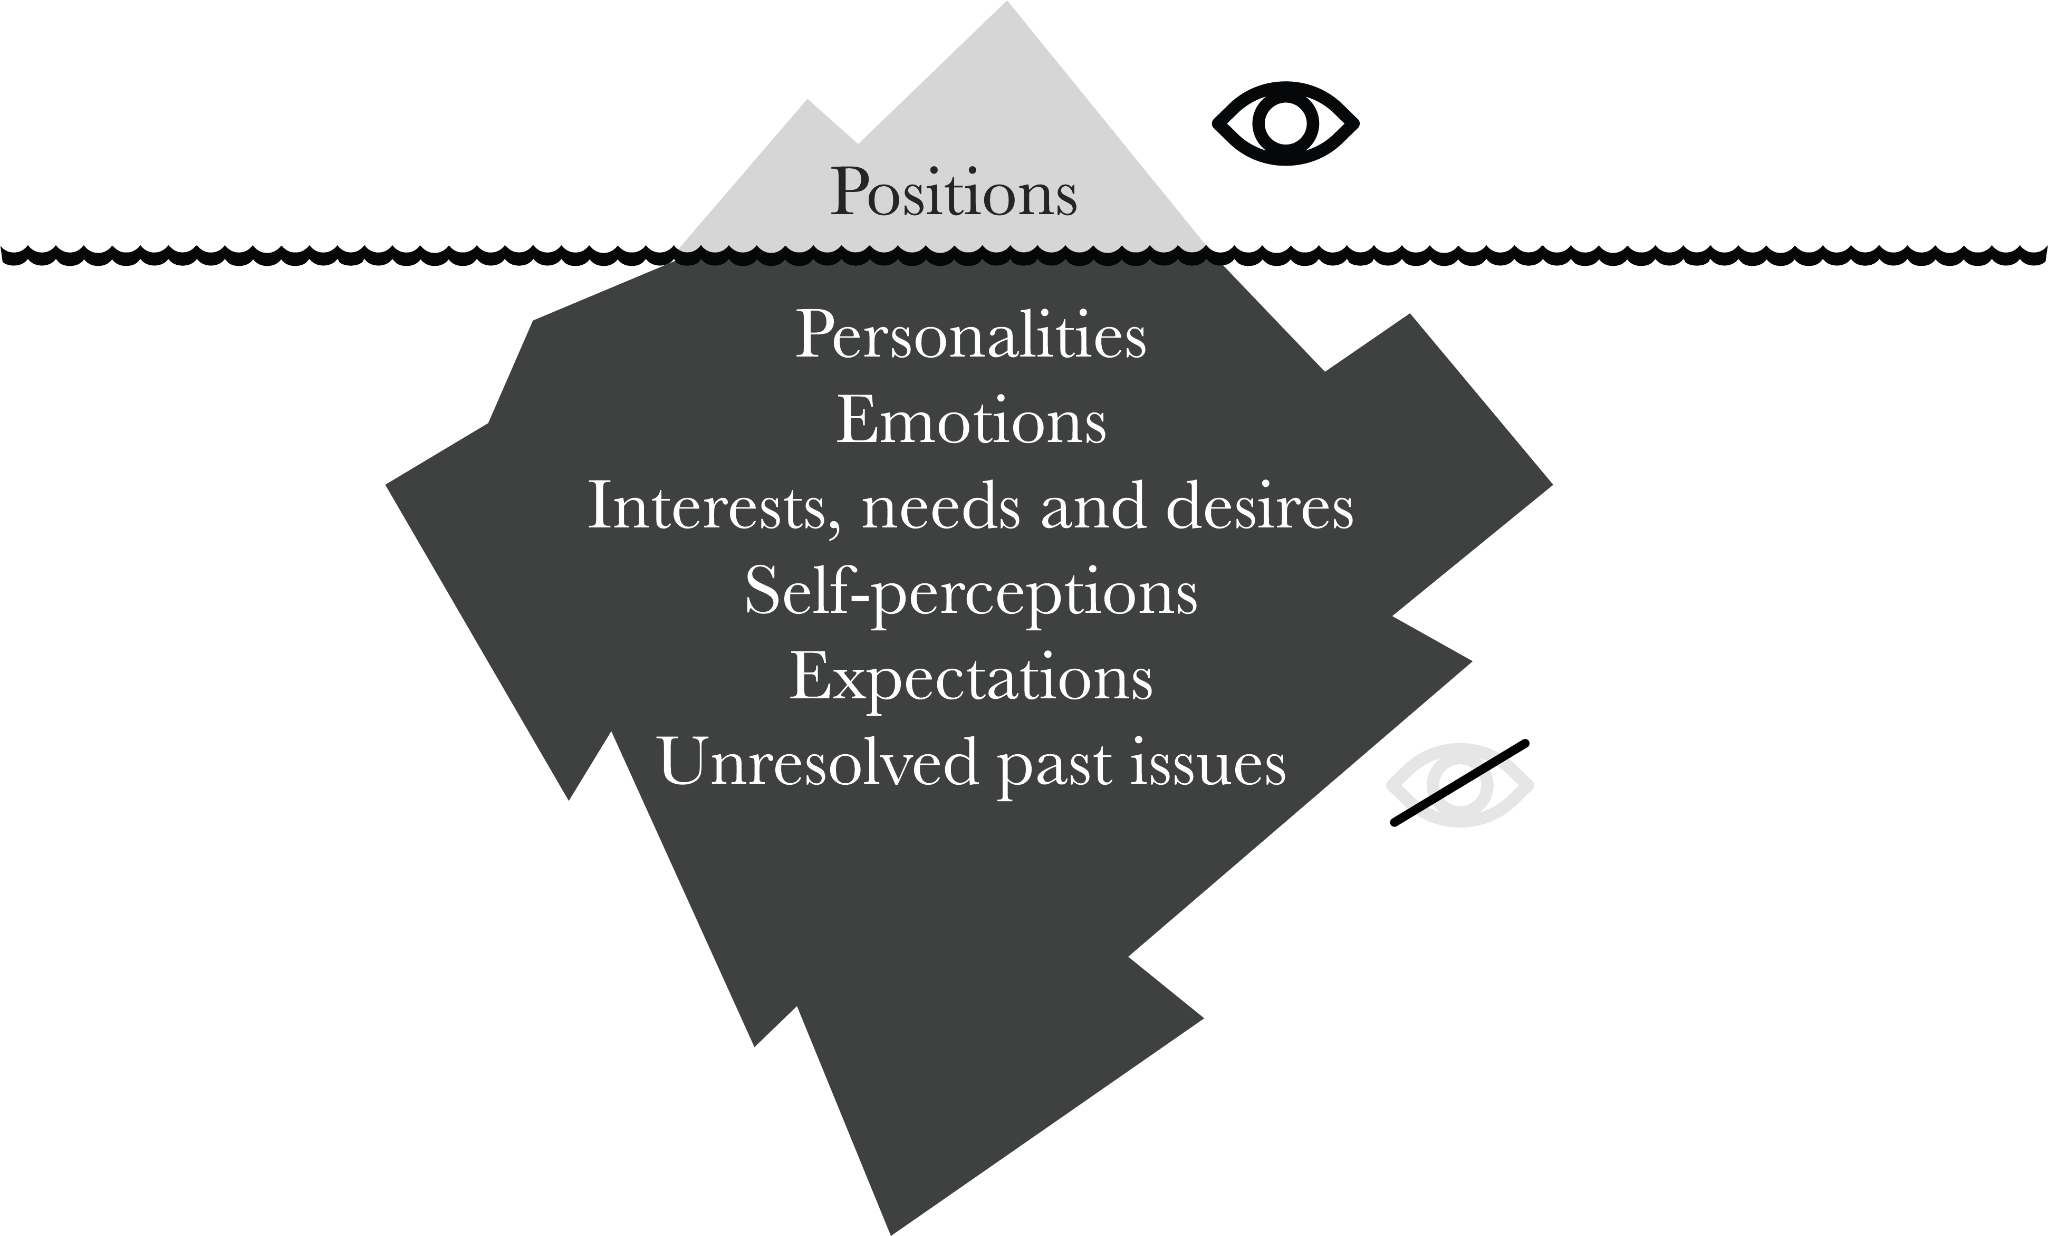 Positions
Personalities
Emotions
Interests, needs and desires
Self-perceptions
Expectations
Unresolved past issues